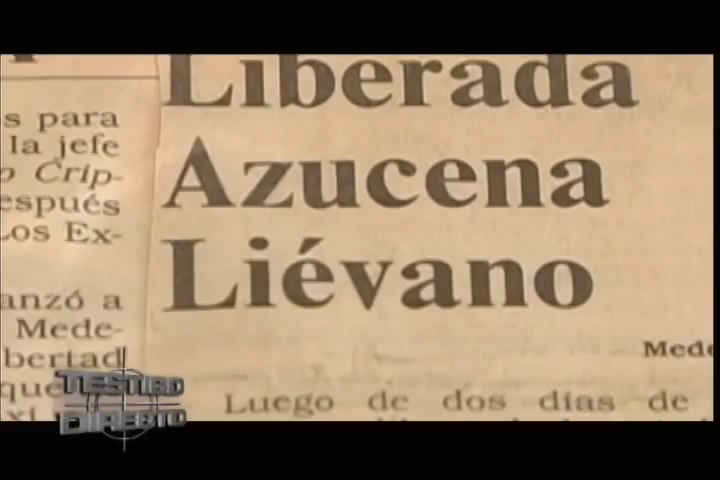 s para
la jefe
o Crip-
espués
Los Ex-
anzó a
Mede-
bertad
que
Liberada
Azucena
Liévano
Mede
Luego de dos días de
TESTIGO
DIRECTO